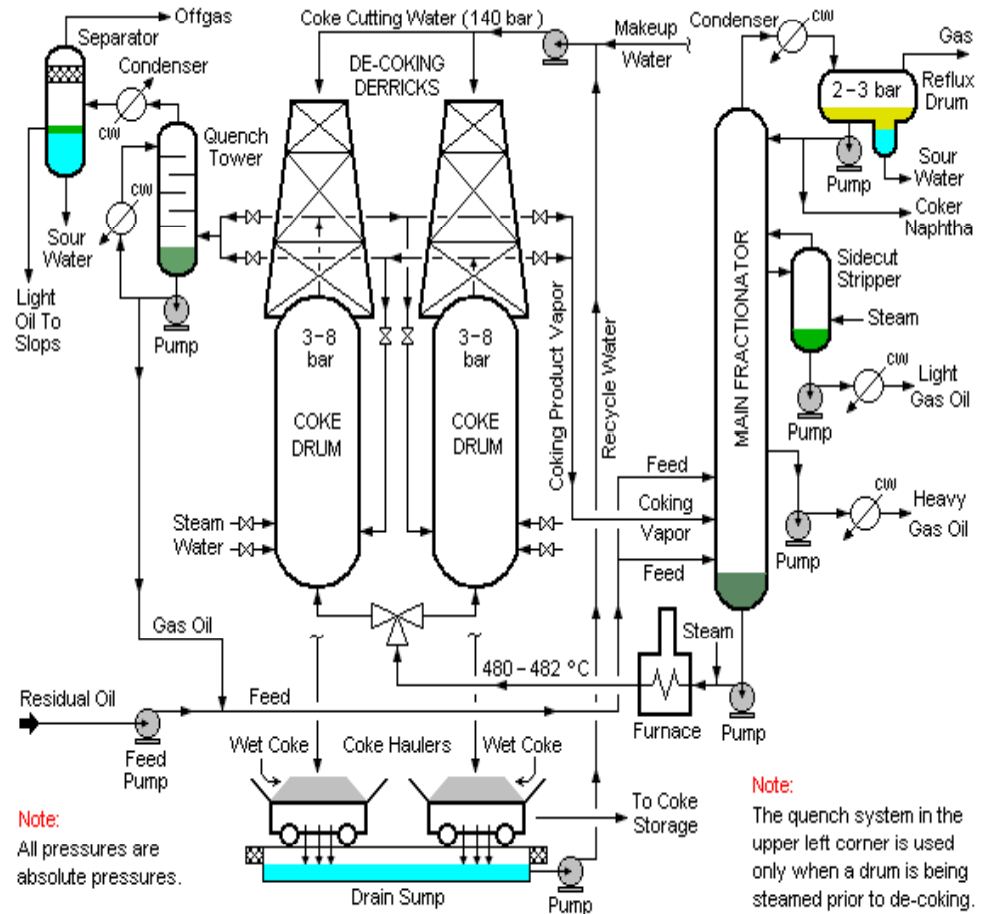 Offgas
Separator
Condenser
CW
Quench
Tower
CW
Sour
Water
Light
Oil To
Slops
Pump
Coke Cutting Water (140 bar)
DE-COKING
DERRICKS
Makeup
Water
Condenser
CW
Gas
2-3 bar
Reflux
Drum
Pump
Sour
Water
Coker
Naphtha
Sidecut
Stripper
Steam
CW
Light
Gas Oil
Pump
MAIN FRACTIONATOR
3-8
bar
COKE
DRUM
3-8
bar
COKE
DRUM
Coking Product Vapor
Recycle Water
Feed
Coking
Vapor
Feed
CW
Heavy
Gas Oil
Pump
Steam
Water
Gas Oil
480-482 °C
Steam
Furnace
Pump
Residual Oil
Feed
Feed
Pump
Wet Coke
Coke Haulers
Wet Coke
To Coke
Storage
Drain Sump
Pump
Note:
All pressures are
absolute pressures.
Note:
The quench system in the
upper left corner is used
only when a drum is being
steamed prior to de-coking.